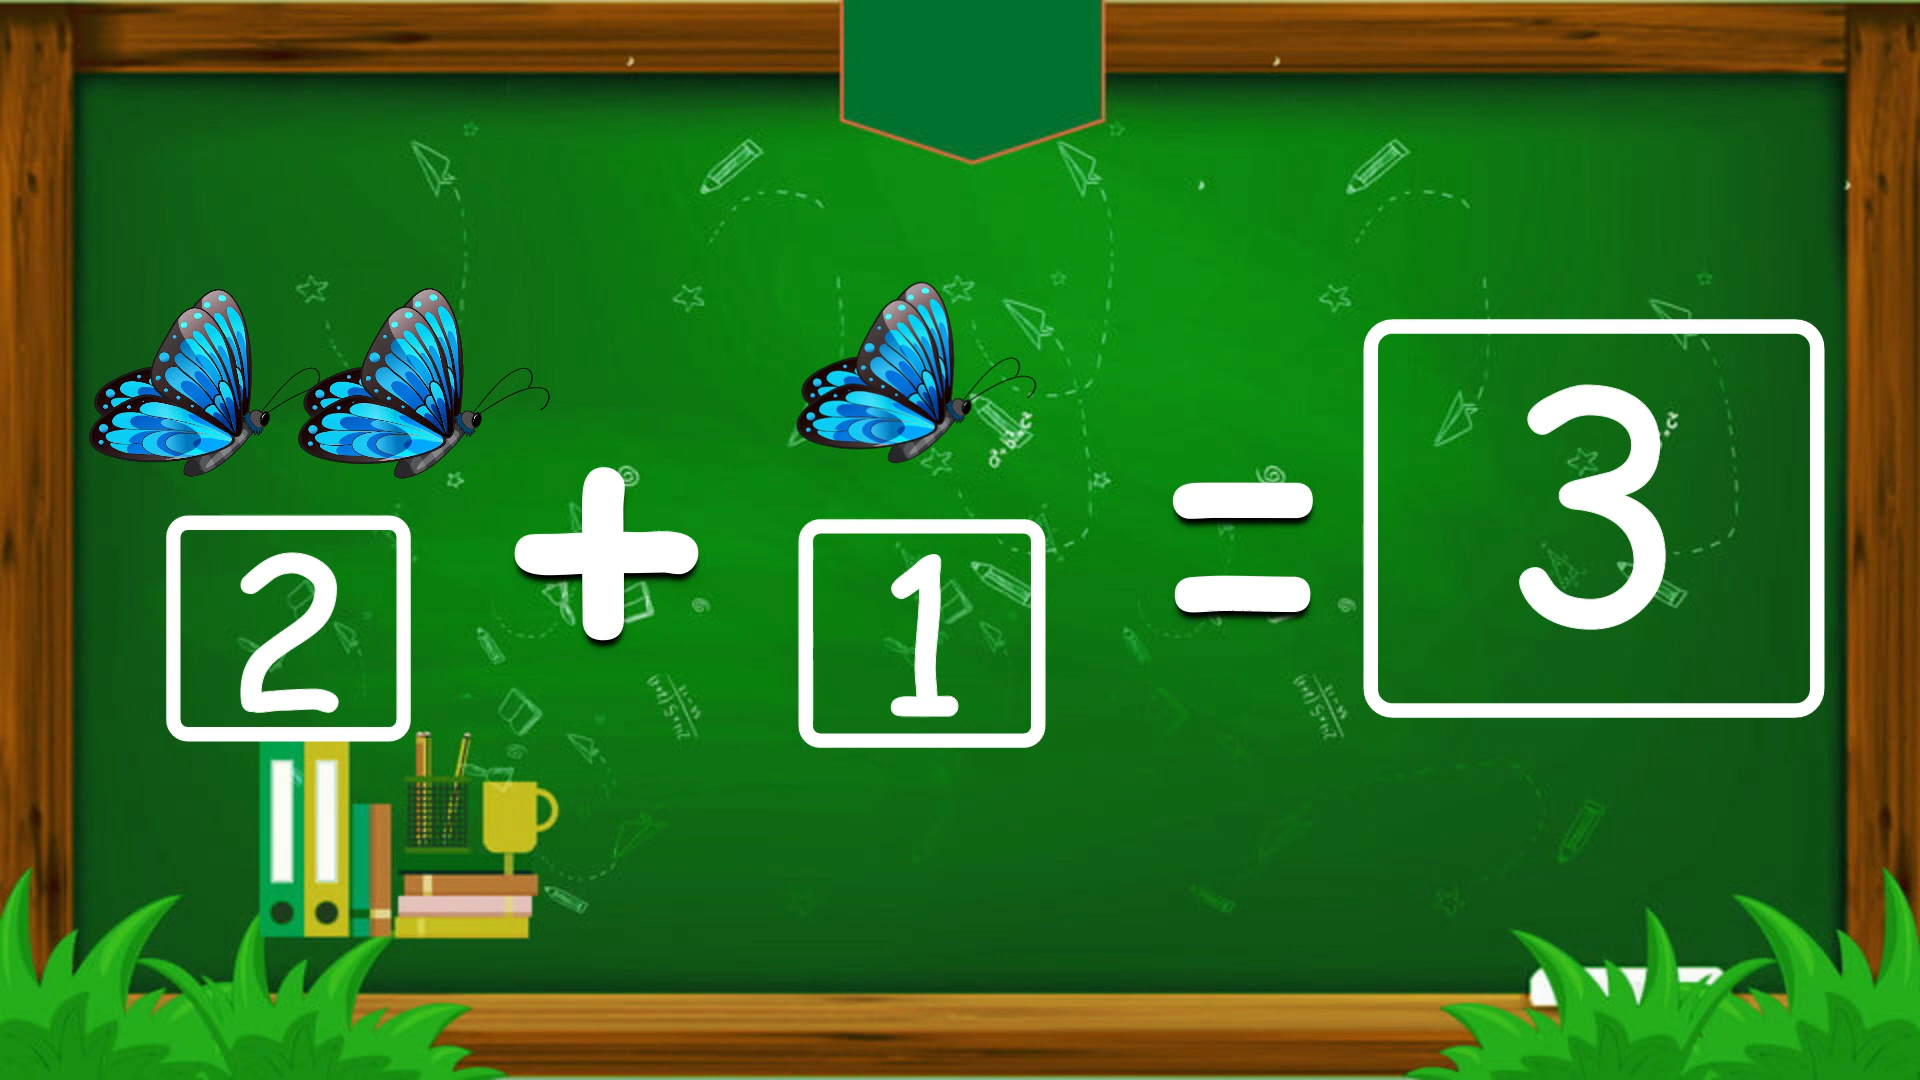 2 + 1 = 3